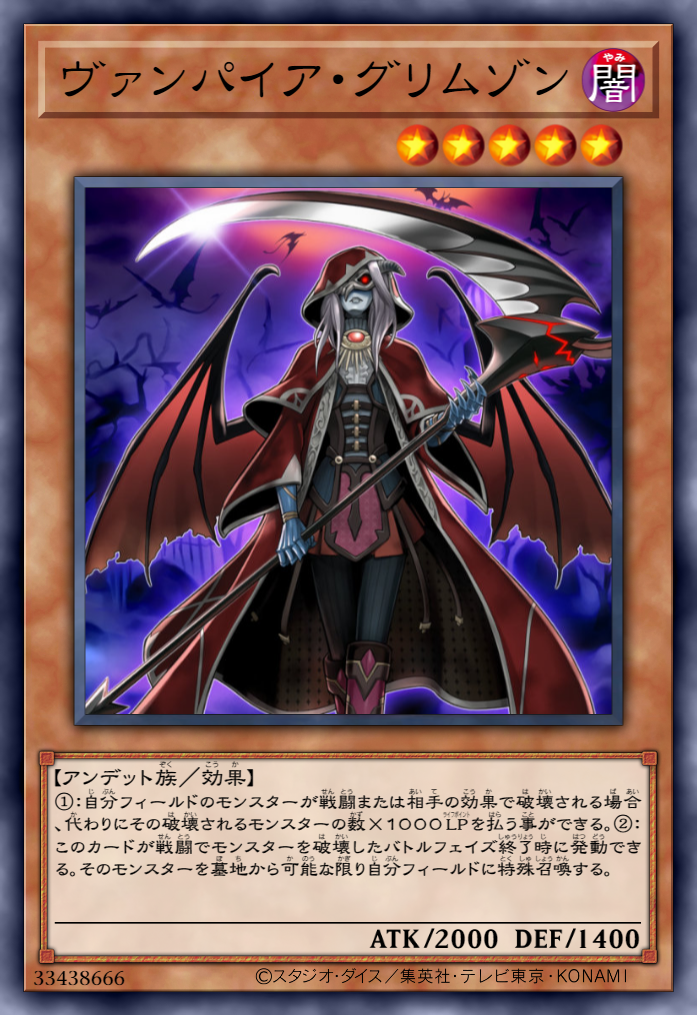 ヴァンパイア・グリムゾン
やみ
闇
【アンデット族／効果】
①：自分フィールドのモンスターが戦闘または相手の効果で破壊される場合
、代わりにその破壊されるモンスターの数×1000LPを払う事ができる。②：
このカードが戦闘でモンスターを破壊したバトルフェイズ終了時に発動でき
る。そのモンスターを墓地から可能な限り自分フィールドに特殊召喚する。
ATK/2000 DEF/1400
33438666 ©スタジオ・ダイス／集英社・テレビ東京・KONAMI